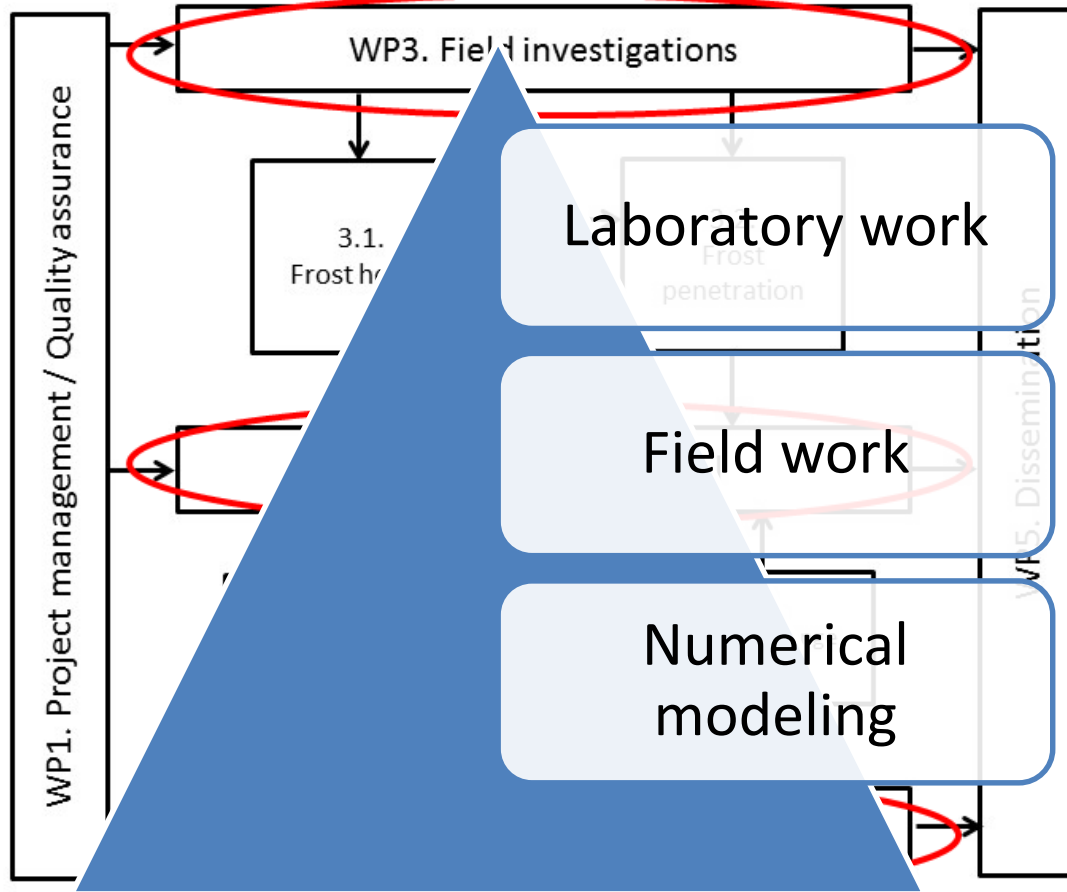 WP1. Project management / Quality assurance
WP3. Field investigations
3.1.
Frost he
Frost
penetration
Laboratory work
Field work
Numerical
modeling
WP5. Dissemination